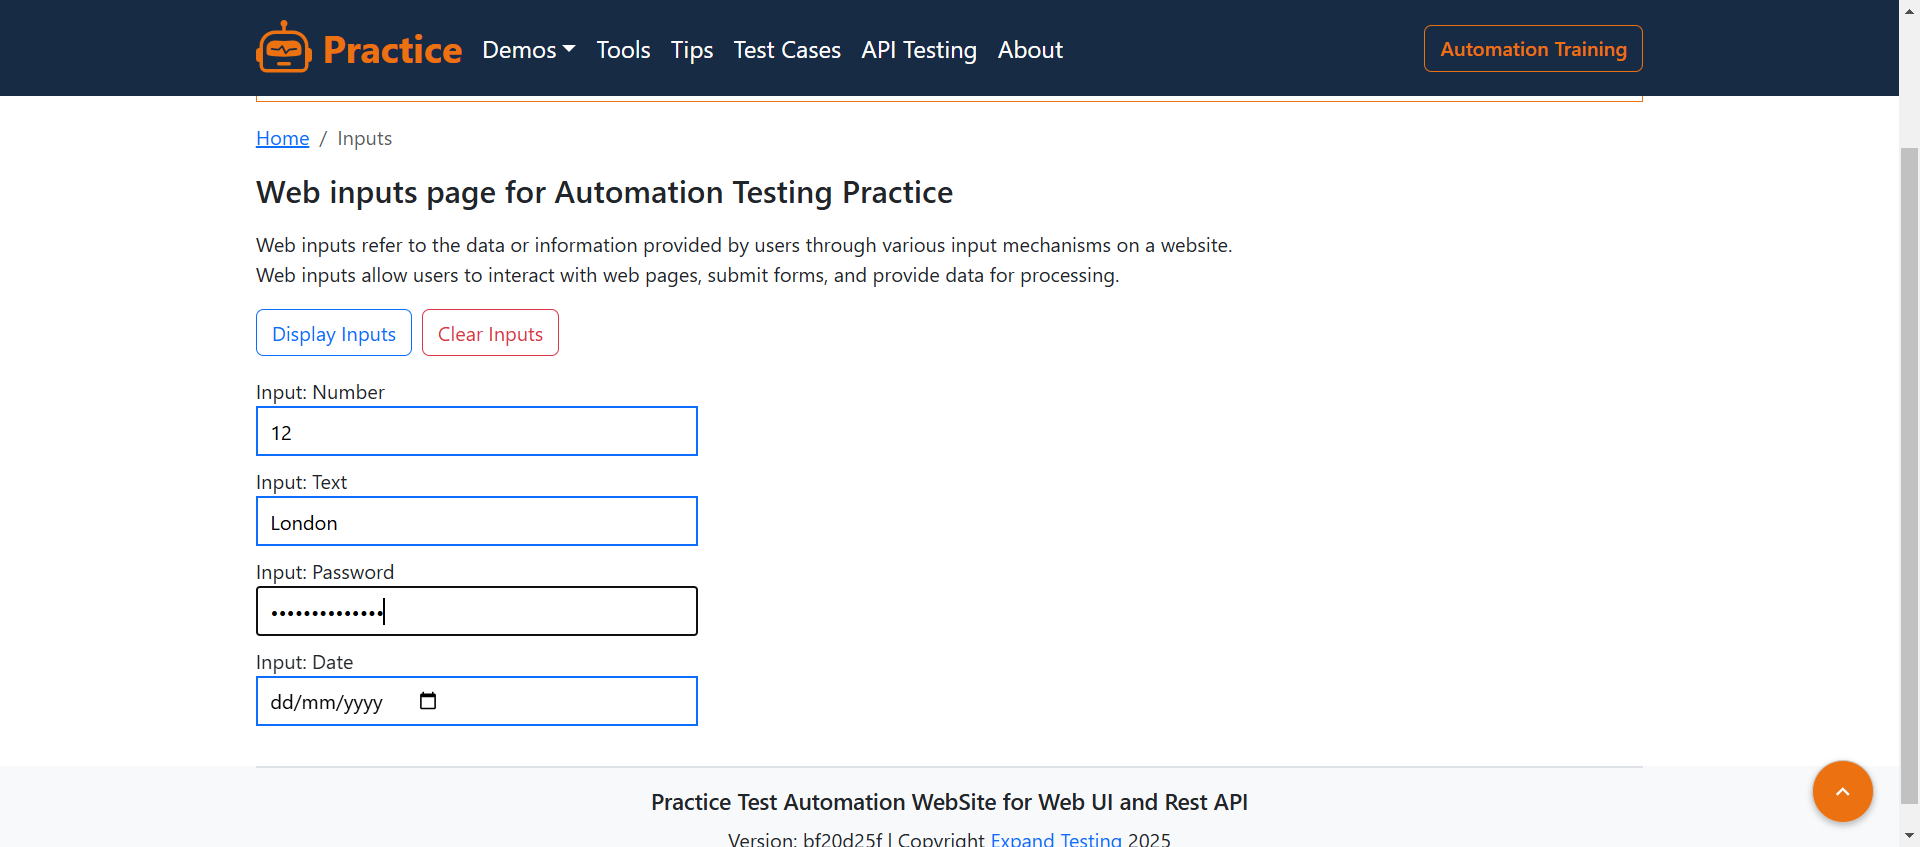 Practice Demos Tools Tips Test Cases API Testing About Automation Training
Home / Inputs
Web inputs page for Automation Testing Practice
Web inputs refer to the data or information provided by users through various input mechanisms on a website.
Web inputs allow users to interact with web pages, submit forms, and provide data for processing.
Display Inputs Clear Inputs
Input: Number
12
Input: Text
London
Input: Password
••••••••••••••
Input: Date
dd/mm/yyyy
Practice Test Automation WebSite for Web UI and Rest API
Version: bf20d25f | Copyright Expand Testing 2025